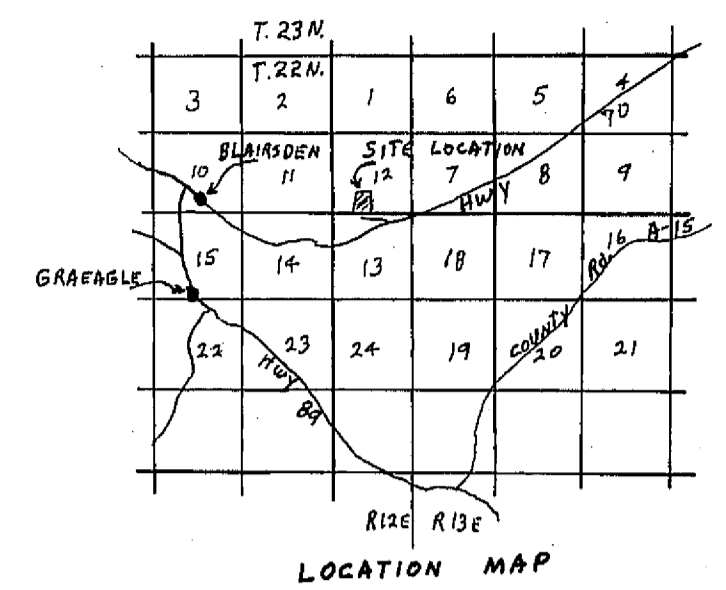 T. 23N.
T. 22N.
3 2 1 6 5 4
70
BLAIRSDEN SITE LOCATION
10 11 12 7 8 9
HWY
15 14 13 18 17 16 A-15
Rd.
GRAEAGLE
22 23 24 19 20 21
COUNTY
HWY
89
R12E R13E
LOCATION MAP